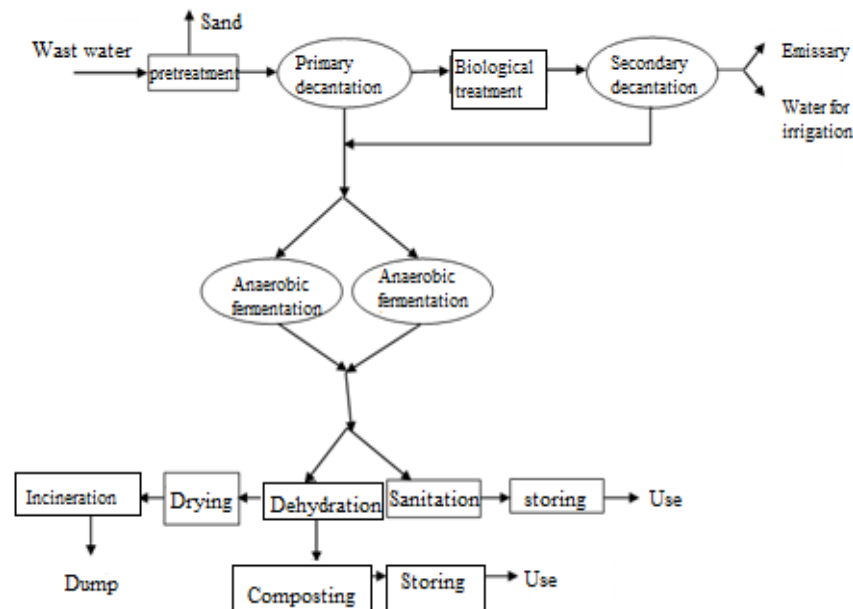 Sand
Wast water
pretreatment
Primary
decantation
Biological
treatment
Secondary
decantation
Emissary
Water for
irrigation
Anaerobic
fermentation
Anaerobic
fermentation
Incineration
Drying
Dehydration
Sanitation
storing
Use
Dump
Composting
Storing
Use